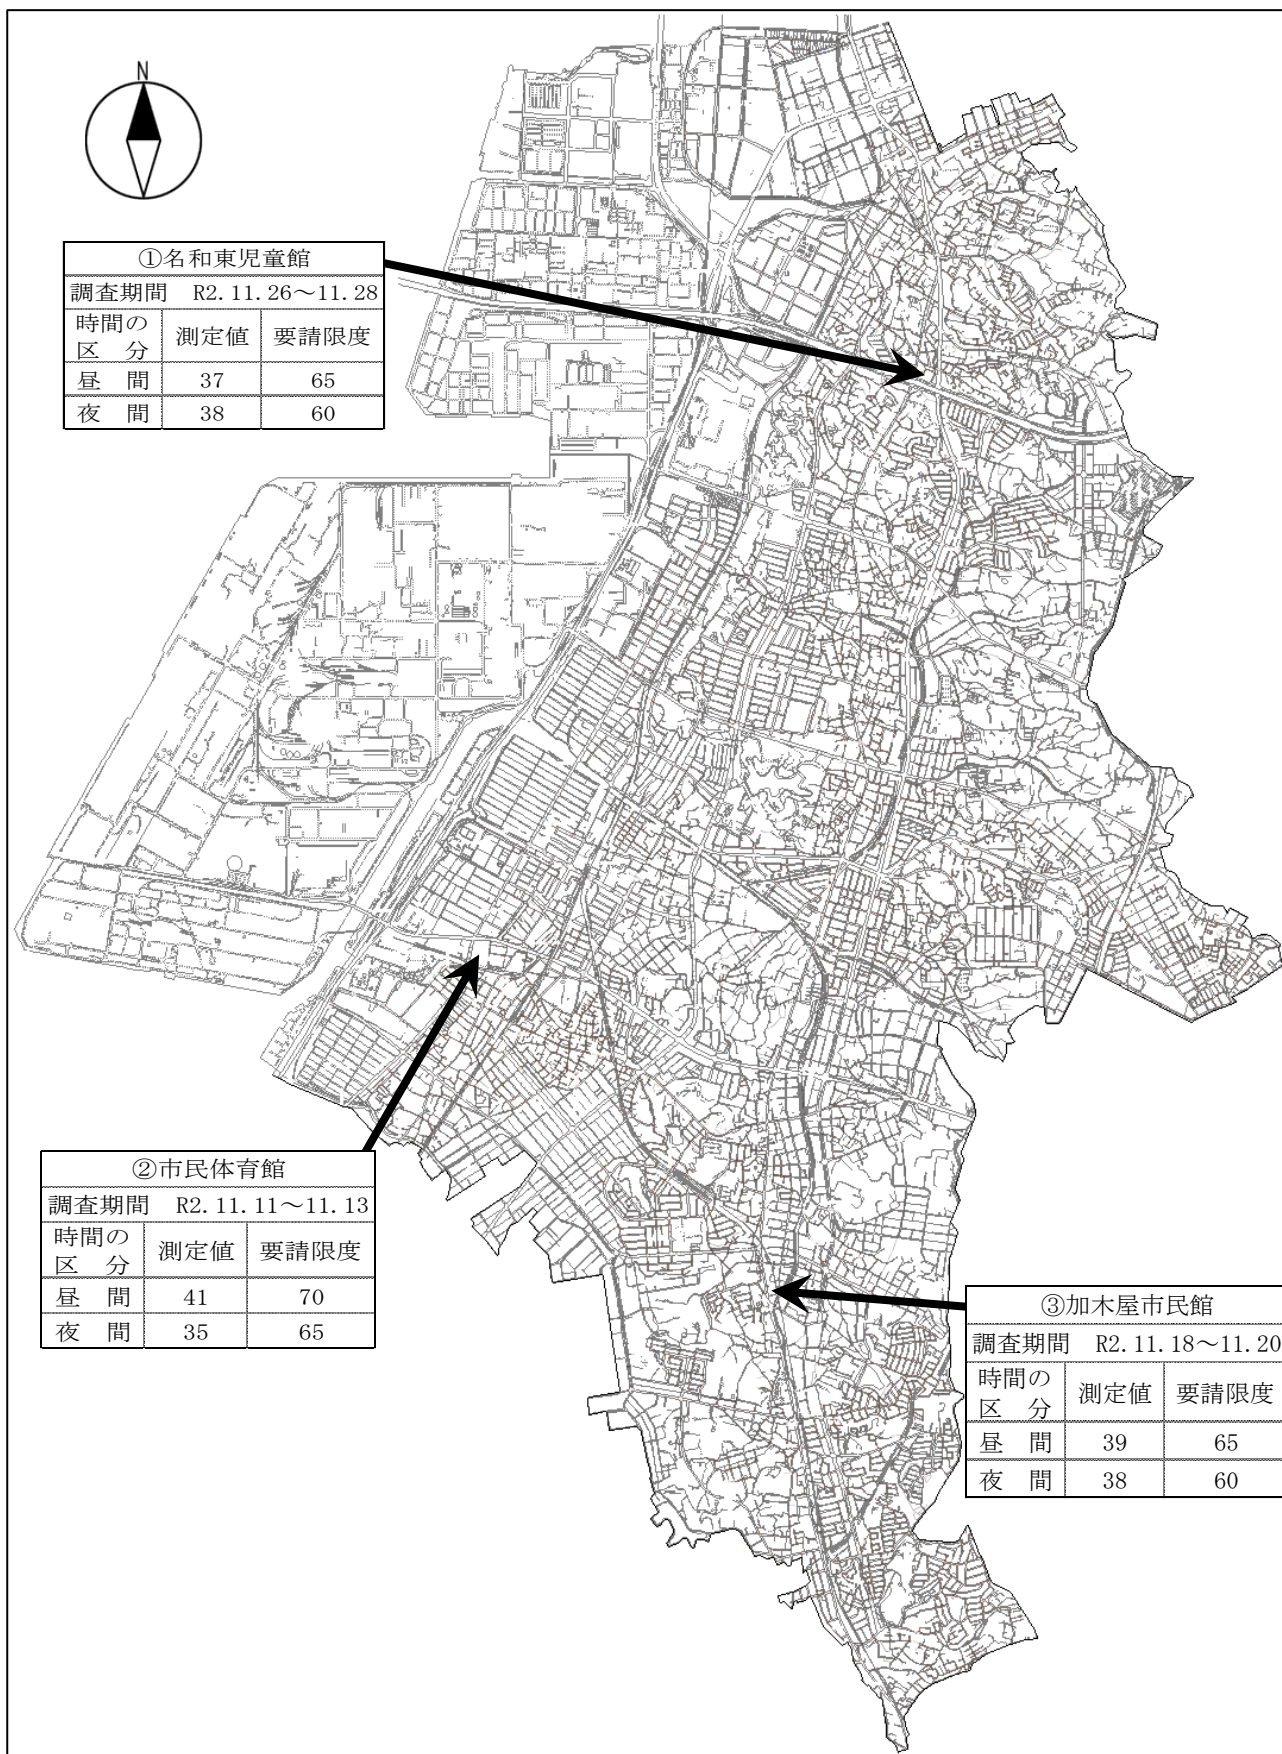 N
①名和東児童館
調査期間　R2.11.26～11.28
時間の区　分　測定値　要請限度
昼　間　37　65
夜　間　38　60
②市民体育館
調査期間　R2.11.11～11.13
時間の区　分　測定値　要請限度
昼　間　41　70
夜　間　35　65
③加木屋市民館
調査期間　R2.11.18～11.20
時間の区　分　測定値　要請限度
昼　間　39　65
夜　間　38　60